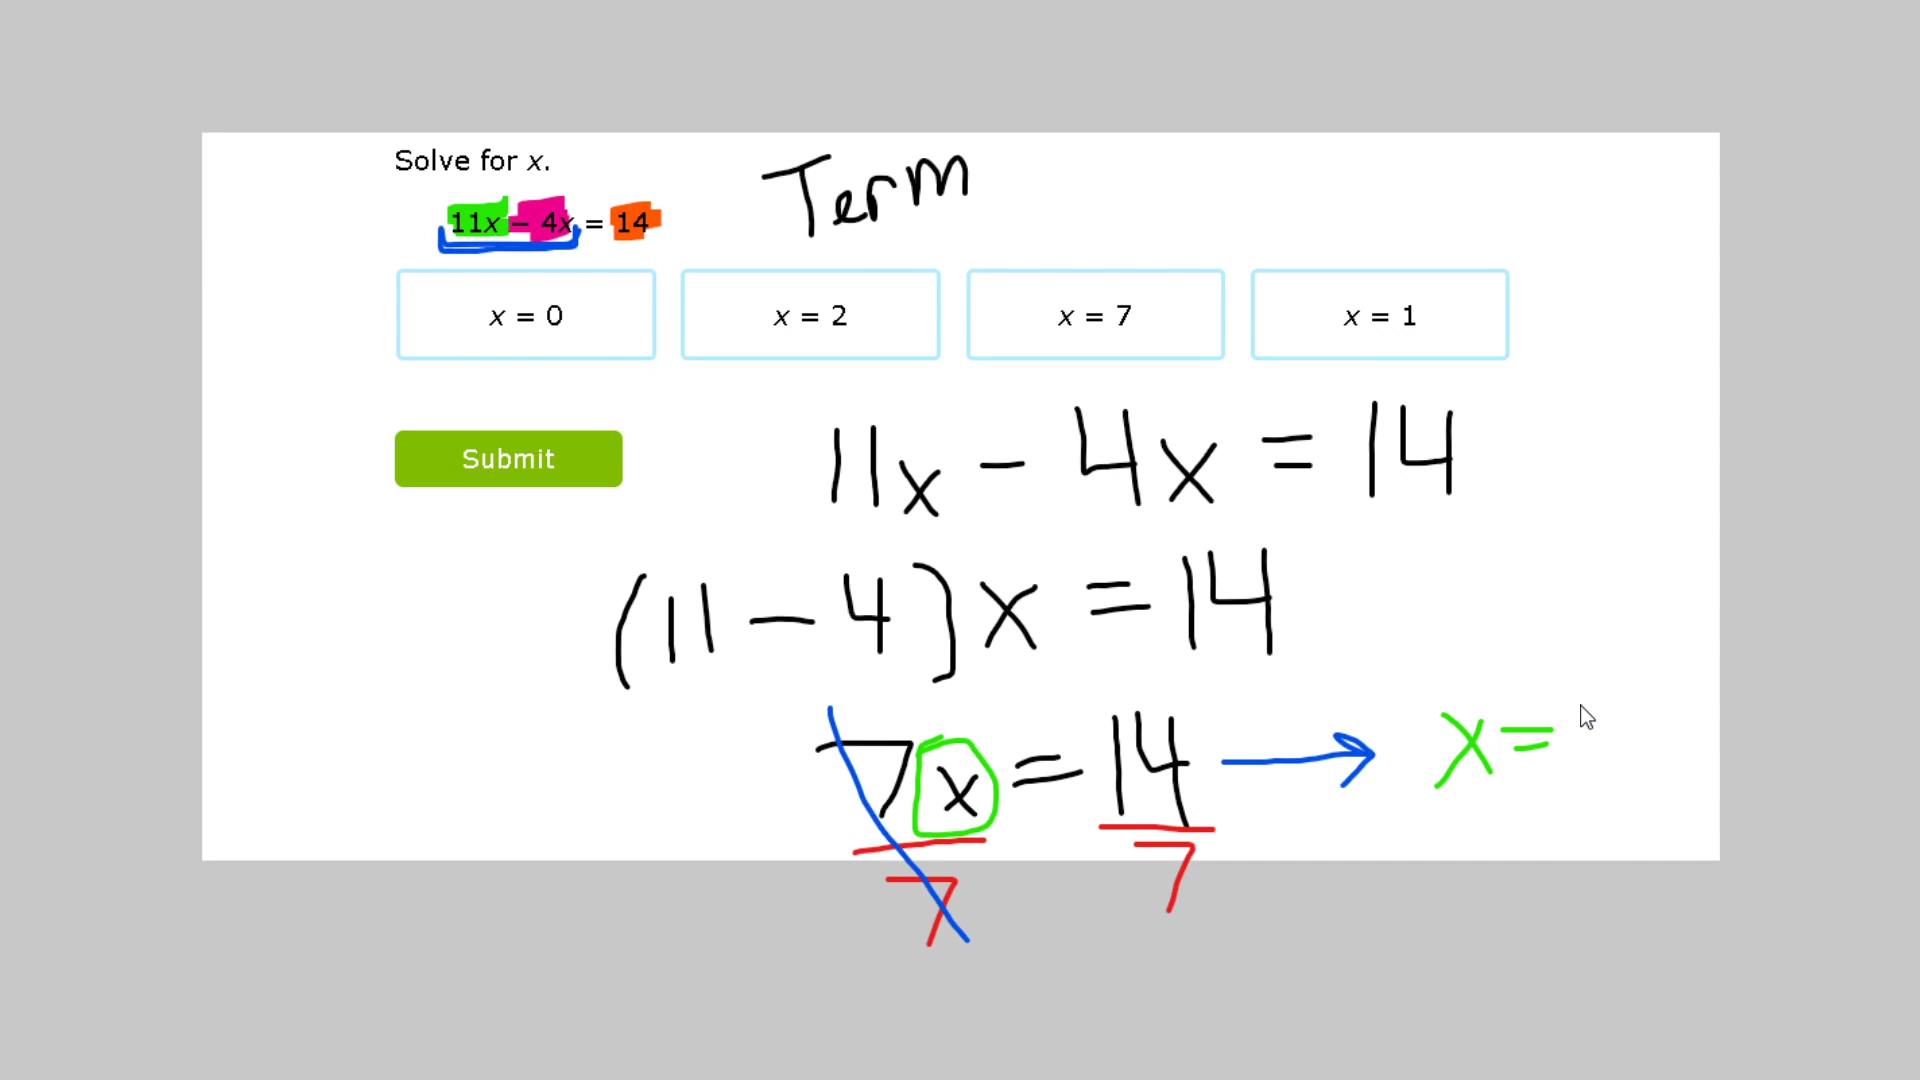 Solve for x.
Term
11x − 4x = 14
x = 0
x = 2
x = 7
x = 1
Submit
11x - 4x = 14
(11 - 4) x = 14
7x = 14 → x =
7 7